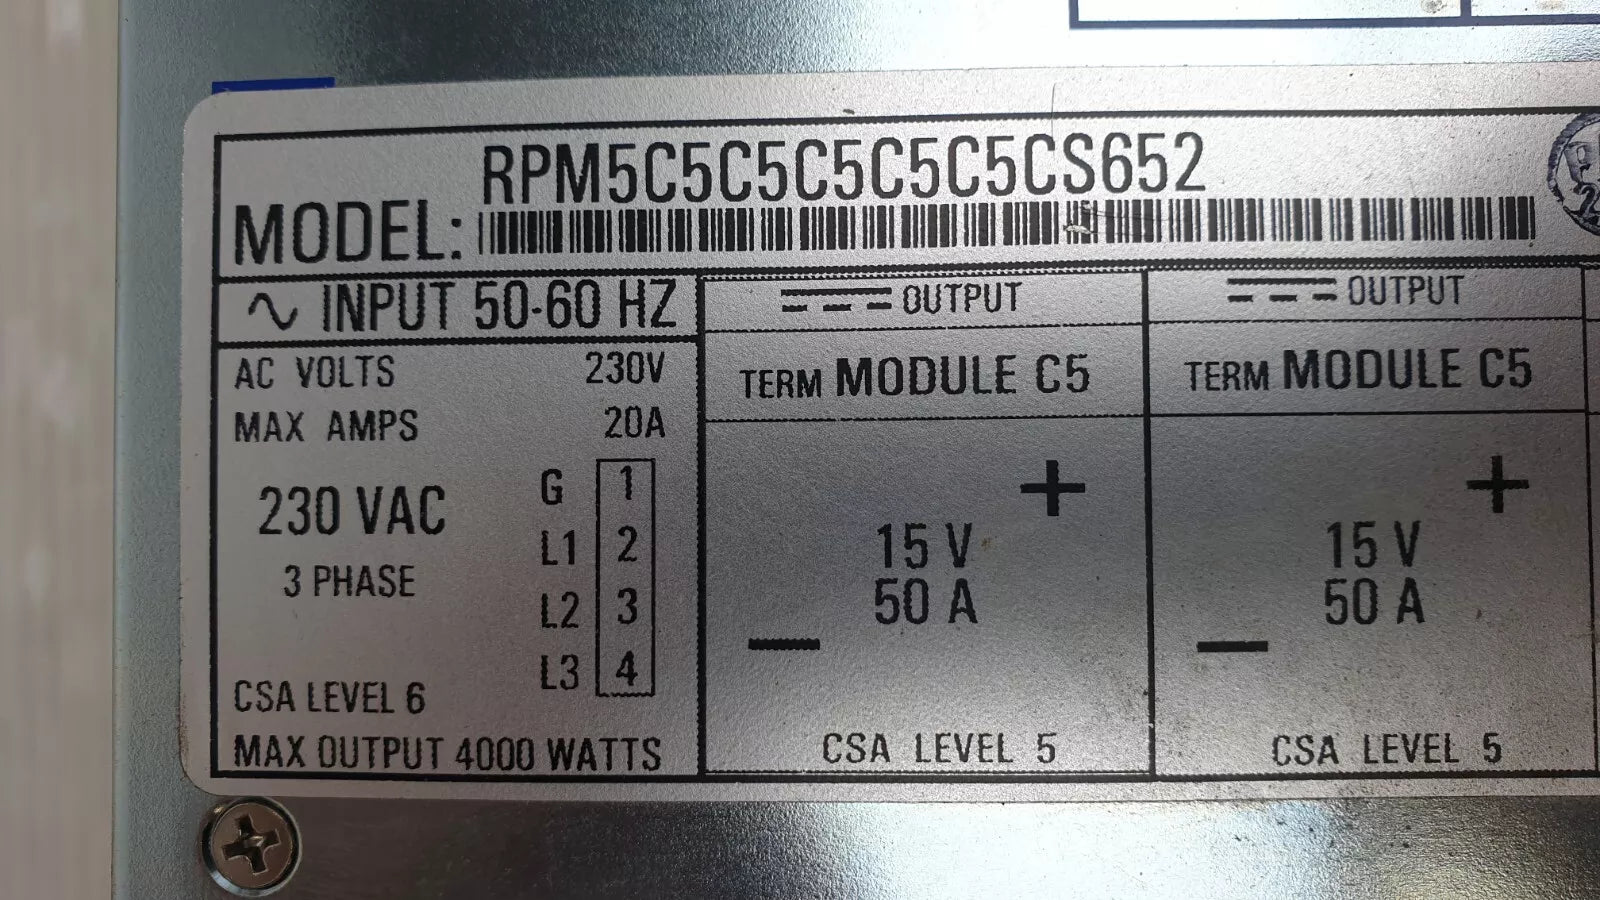 RPM5C5C5C5C5C5CS652
MODEL:
INPUT 50-60 HZ
AC VOLTS 230V
MAX AMPS 20A
230 VAC
3 PHASE
G 1
L1 2
L2 3
L3 4
CSA LEVEL 6
MAX OUTPUT 4000 WATTS
OUTPUT
TERM MODULE C5
+
15 V
50 A
—
CSA LEVEL 5
OUTPUT
TERM MODULE C5
+
15 V
50 A
—
CSA LEVEL 5